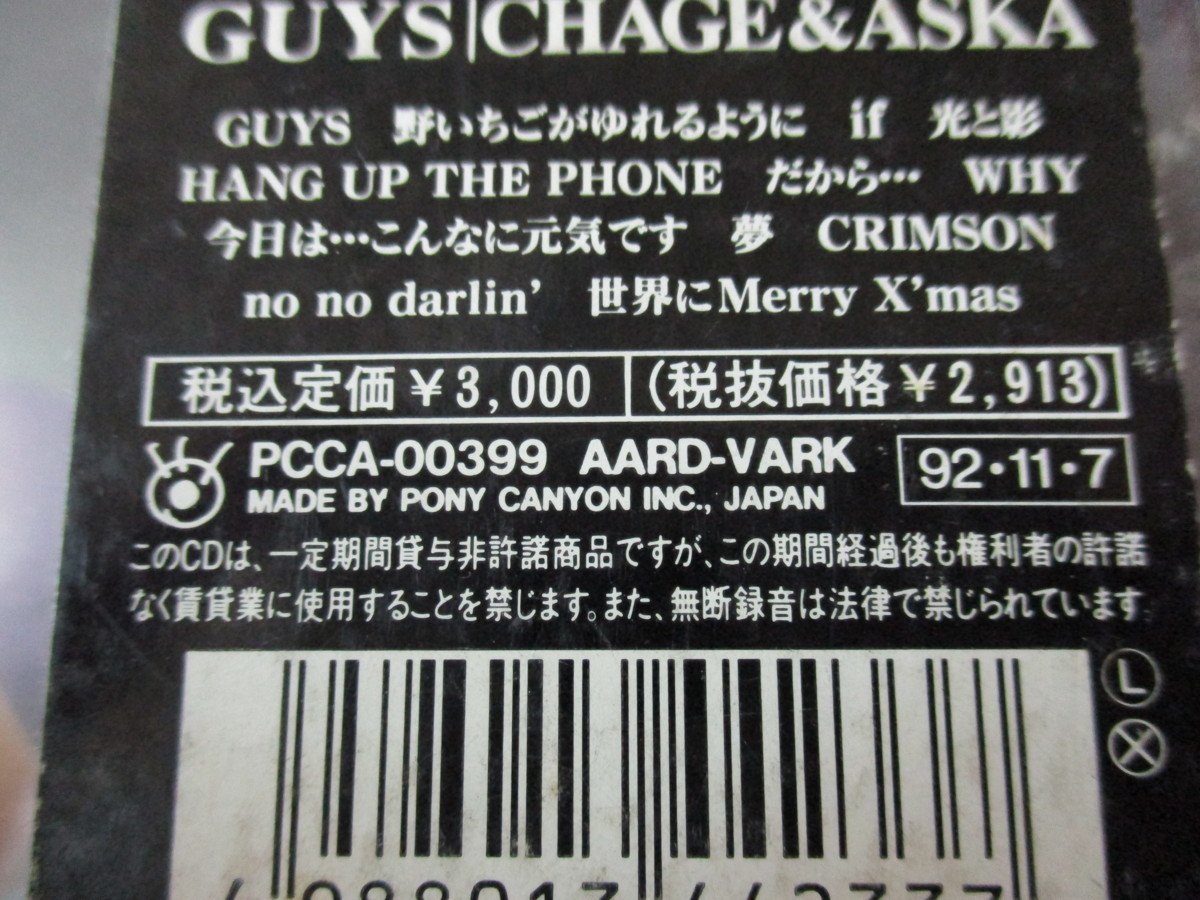 GUYS|CHAGE&ASKA
GUYS 野いちごがゆれるように if 光と影
HANG UP THE PHONE だから… WHY
今日は…こんなに元気です 夢 CRIMSON
no no darlin’ 世界にMerry X’mas
税込定価￥3,000 (税抜価格￥2,913)
PCCA-00399 AARD-VARK
MADE BY PONY CANYON INC., JAPAN
92・11・7
このCDは、一定期間貸与非許諾商品ですが、この期間経過後も権利者の許諾
なく賃貸業に使用することを禁じます。また、無断録音は法律で禁じられています
L
X